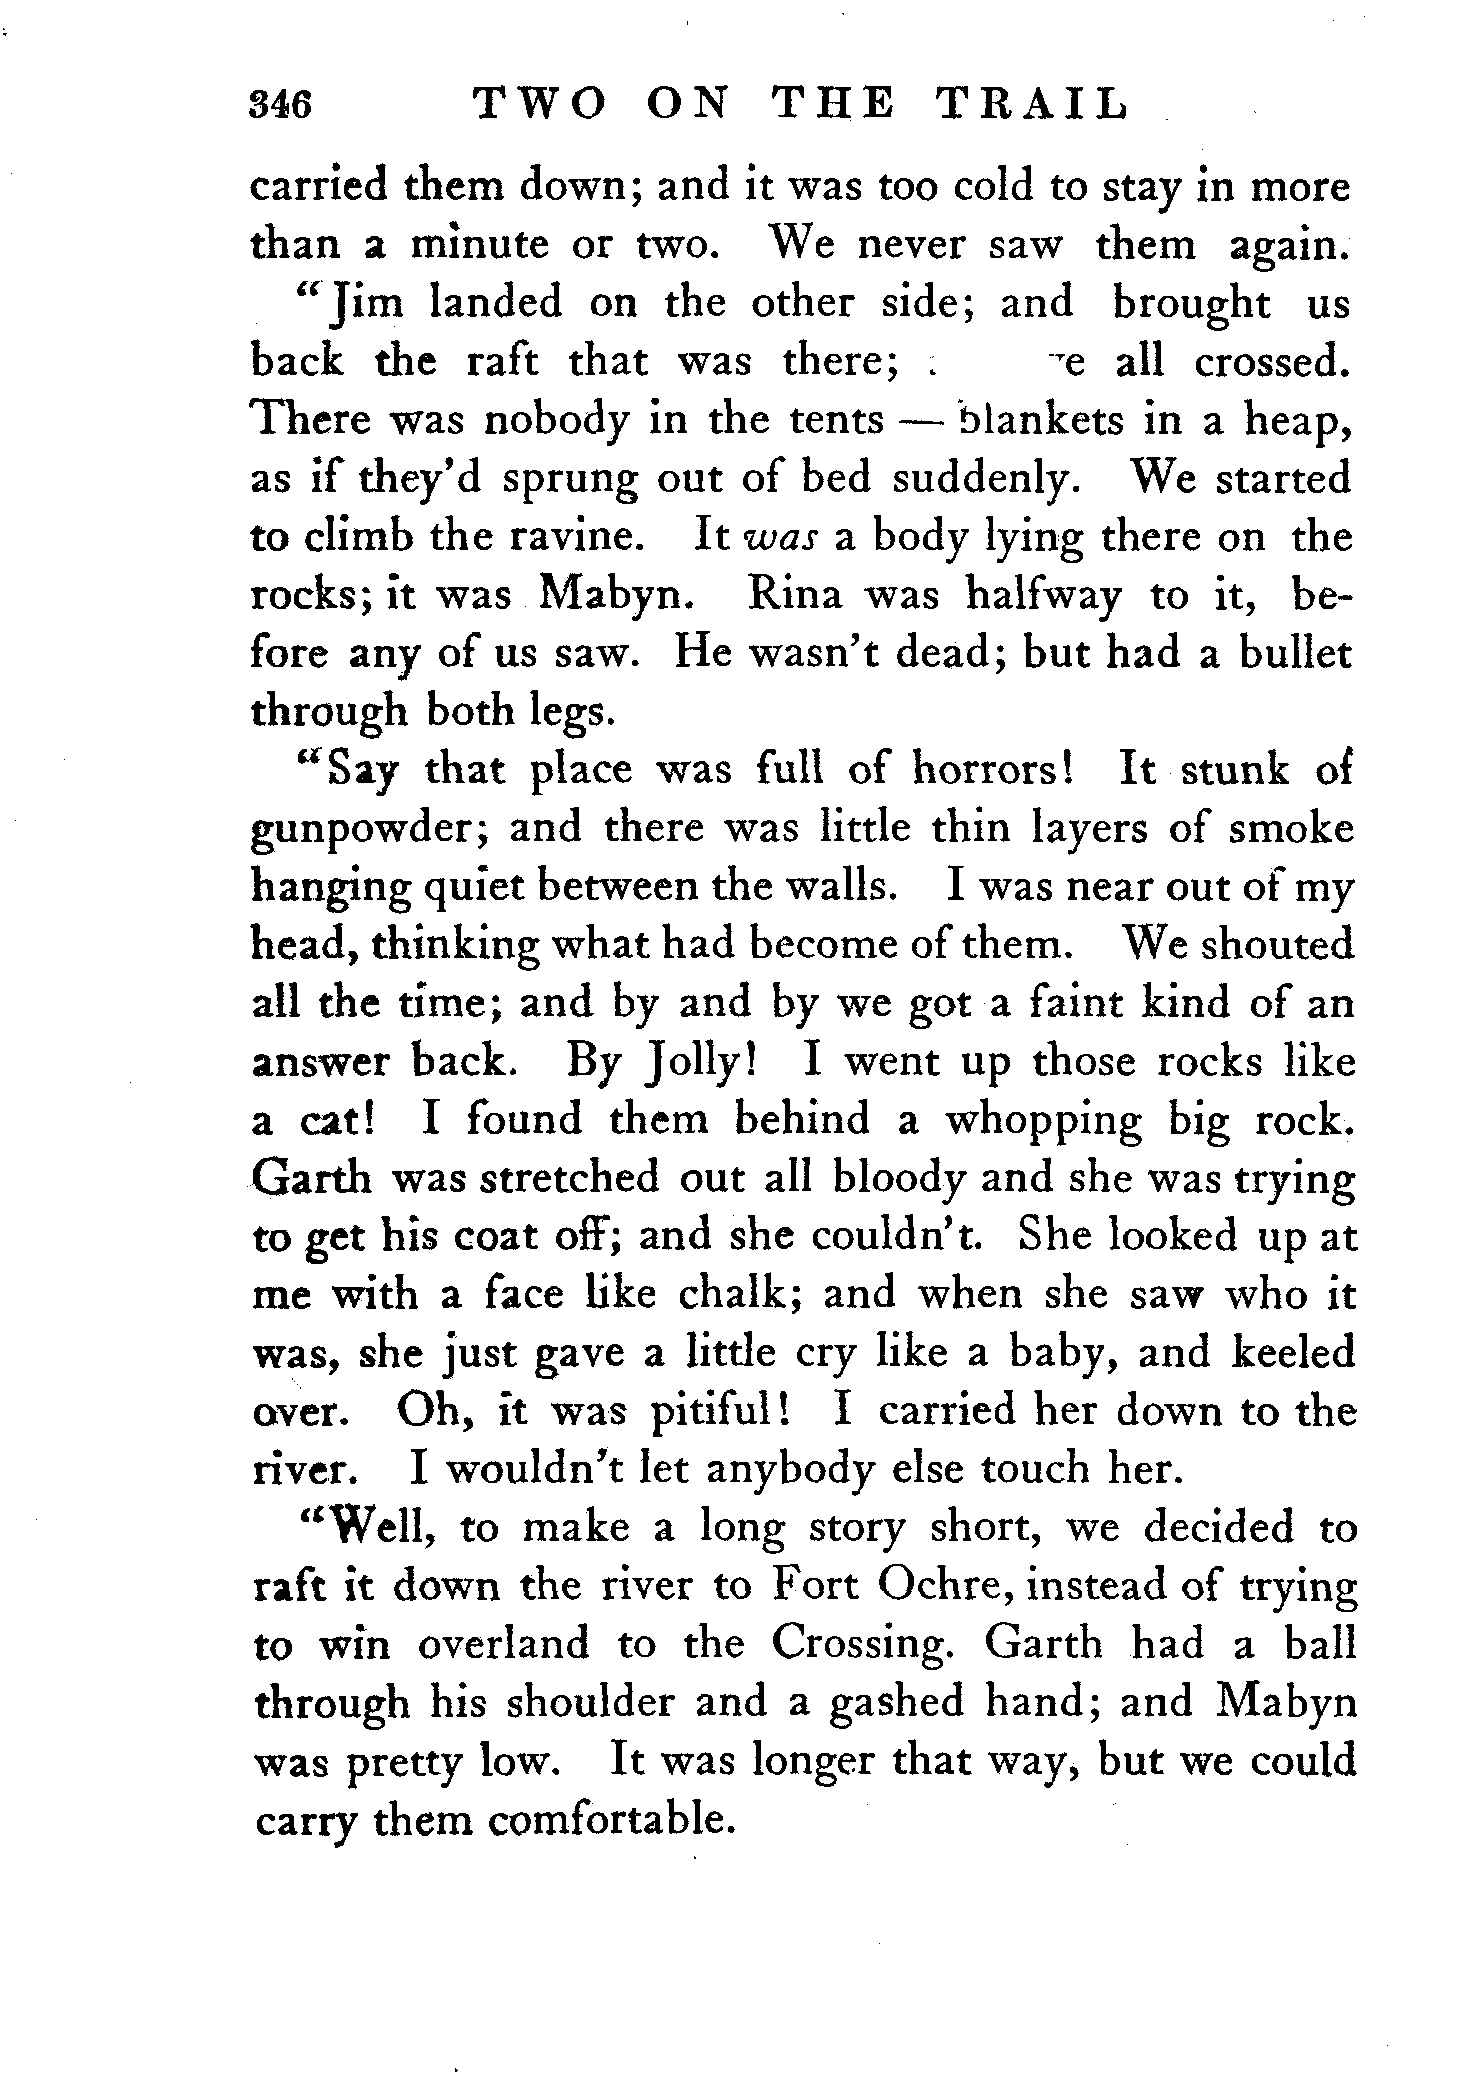 346 TWO ON THE TRAIL
carried them down; and it was too cold to stay in more
than a minute or two. We never saw them again.
"Jim landed on the other side; and brought us
back the raft that was there; all crossed.
There was nobody in the tents — blankets in a heap,
as if they'd sprung out of bed suddenly. We started
to climb the ravine. It was a body lying there on the
rocks; it was Mabyn. Rina was halfway to it, be-
fore any of us saw. He wasn't dead; but had a bullet
through both legs.
"Say that place was full of horrors! It stunk of
gunpowder; and there was little thin layers of smoke
hanging quiet between the walls. I was near out of my
head, thinking what had become of them. We shouted
all the time; and by and by we got a faint kind of an
answer back. By Jolly! I went up those rocks like
a cat! I found them behind a whopping big rock.
Garth was stretched out all bloody and she was trying
to get his coat off; and she couldn't. She looked up at
me with a face like chalk; and when she saw who it
was, she just gave a little cry like a baby, and keeled
over. Oh, it was pitiful! I carried her down to the
river. I wouldn't let anybody else touch her.
"Well, to make a long story short, we decided to
raft it down the river to Fort Ochre, instead of trying
to win overland to the Crossing. Garth had a ball
through his shoulder and a gashed hand; and Mabyn
was pretty low. It was longer that way, but we could
carry them comfortable.